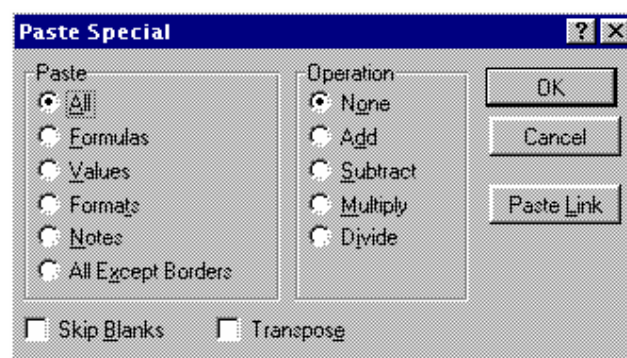 Paste Special
Paste
All
Formulas
Values
Formats
Notes
All Except Borders
Operation
None
Add
Subtract
Multiply
Divide
OK
Cancel
Paste Link
Skip Blanks
Transpose